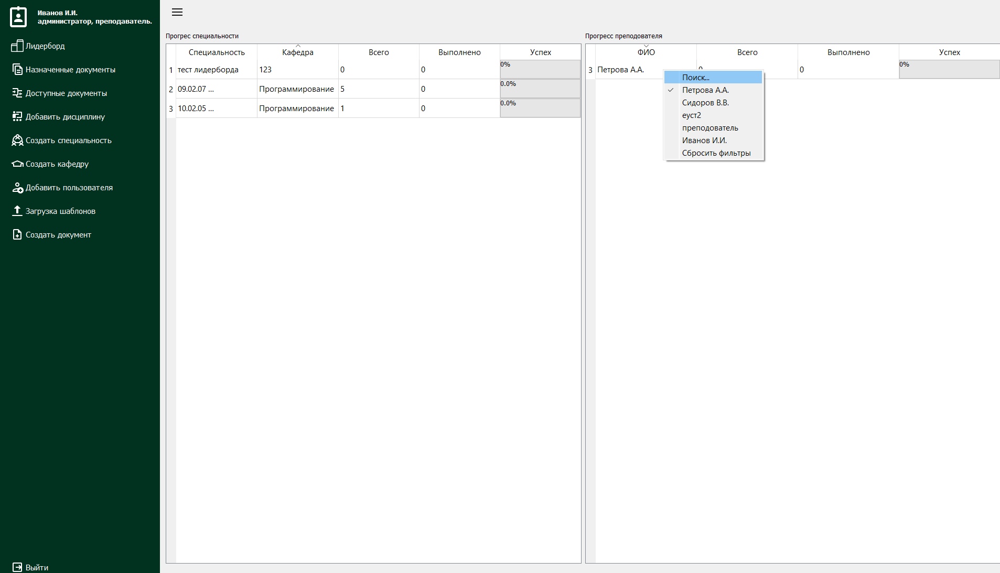 Иванов И.И.
администратор, преподаватель.
Лидерборд
Назначенные документы
Доступные документы
Добавить дисциплину
Создать специальность
Создать кафедру
Добавить пользователя
Загрузка шаблонов
Создать документ
Выйти
Прогрес специальности
Специальность Кафедра Всего Выполнено Успех
1 тест лидерборда 123 0 0 0%
2 09.02.07 ... Программирование 5 0 0.0%
3 10.02.05 ... Программирование 1 0 0.0%
Прогресс преподователя
ФИО Всего Выполнено Успех
3 Петрова А.А. 0 0 0%
Поиск...
Петрова А.А.
Сидоров В.В.
еуст2
преподователь
Иванов И.И.
Сбросить фильтры